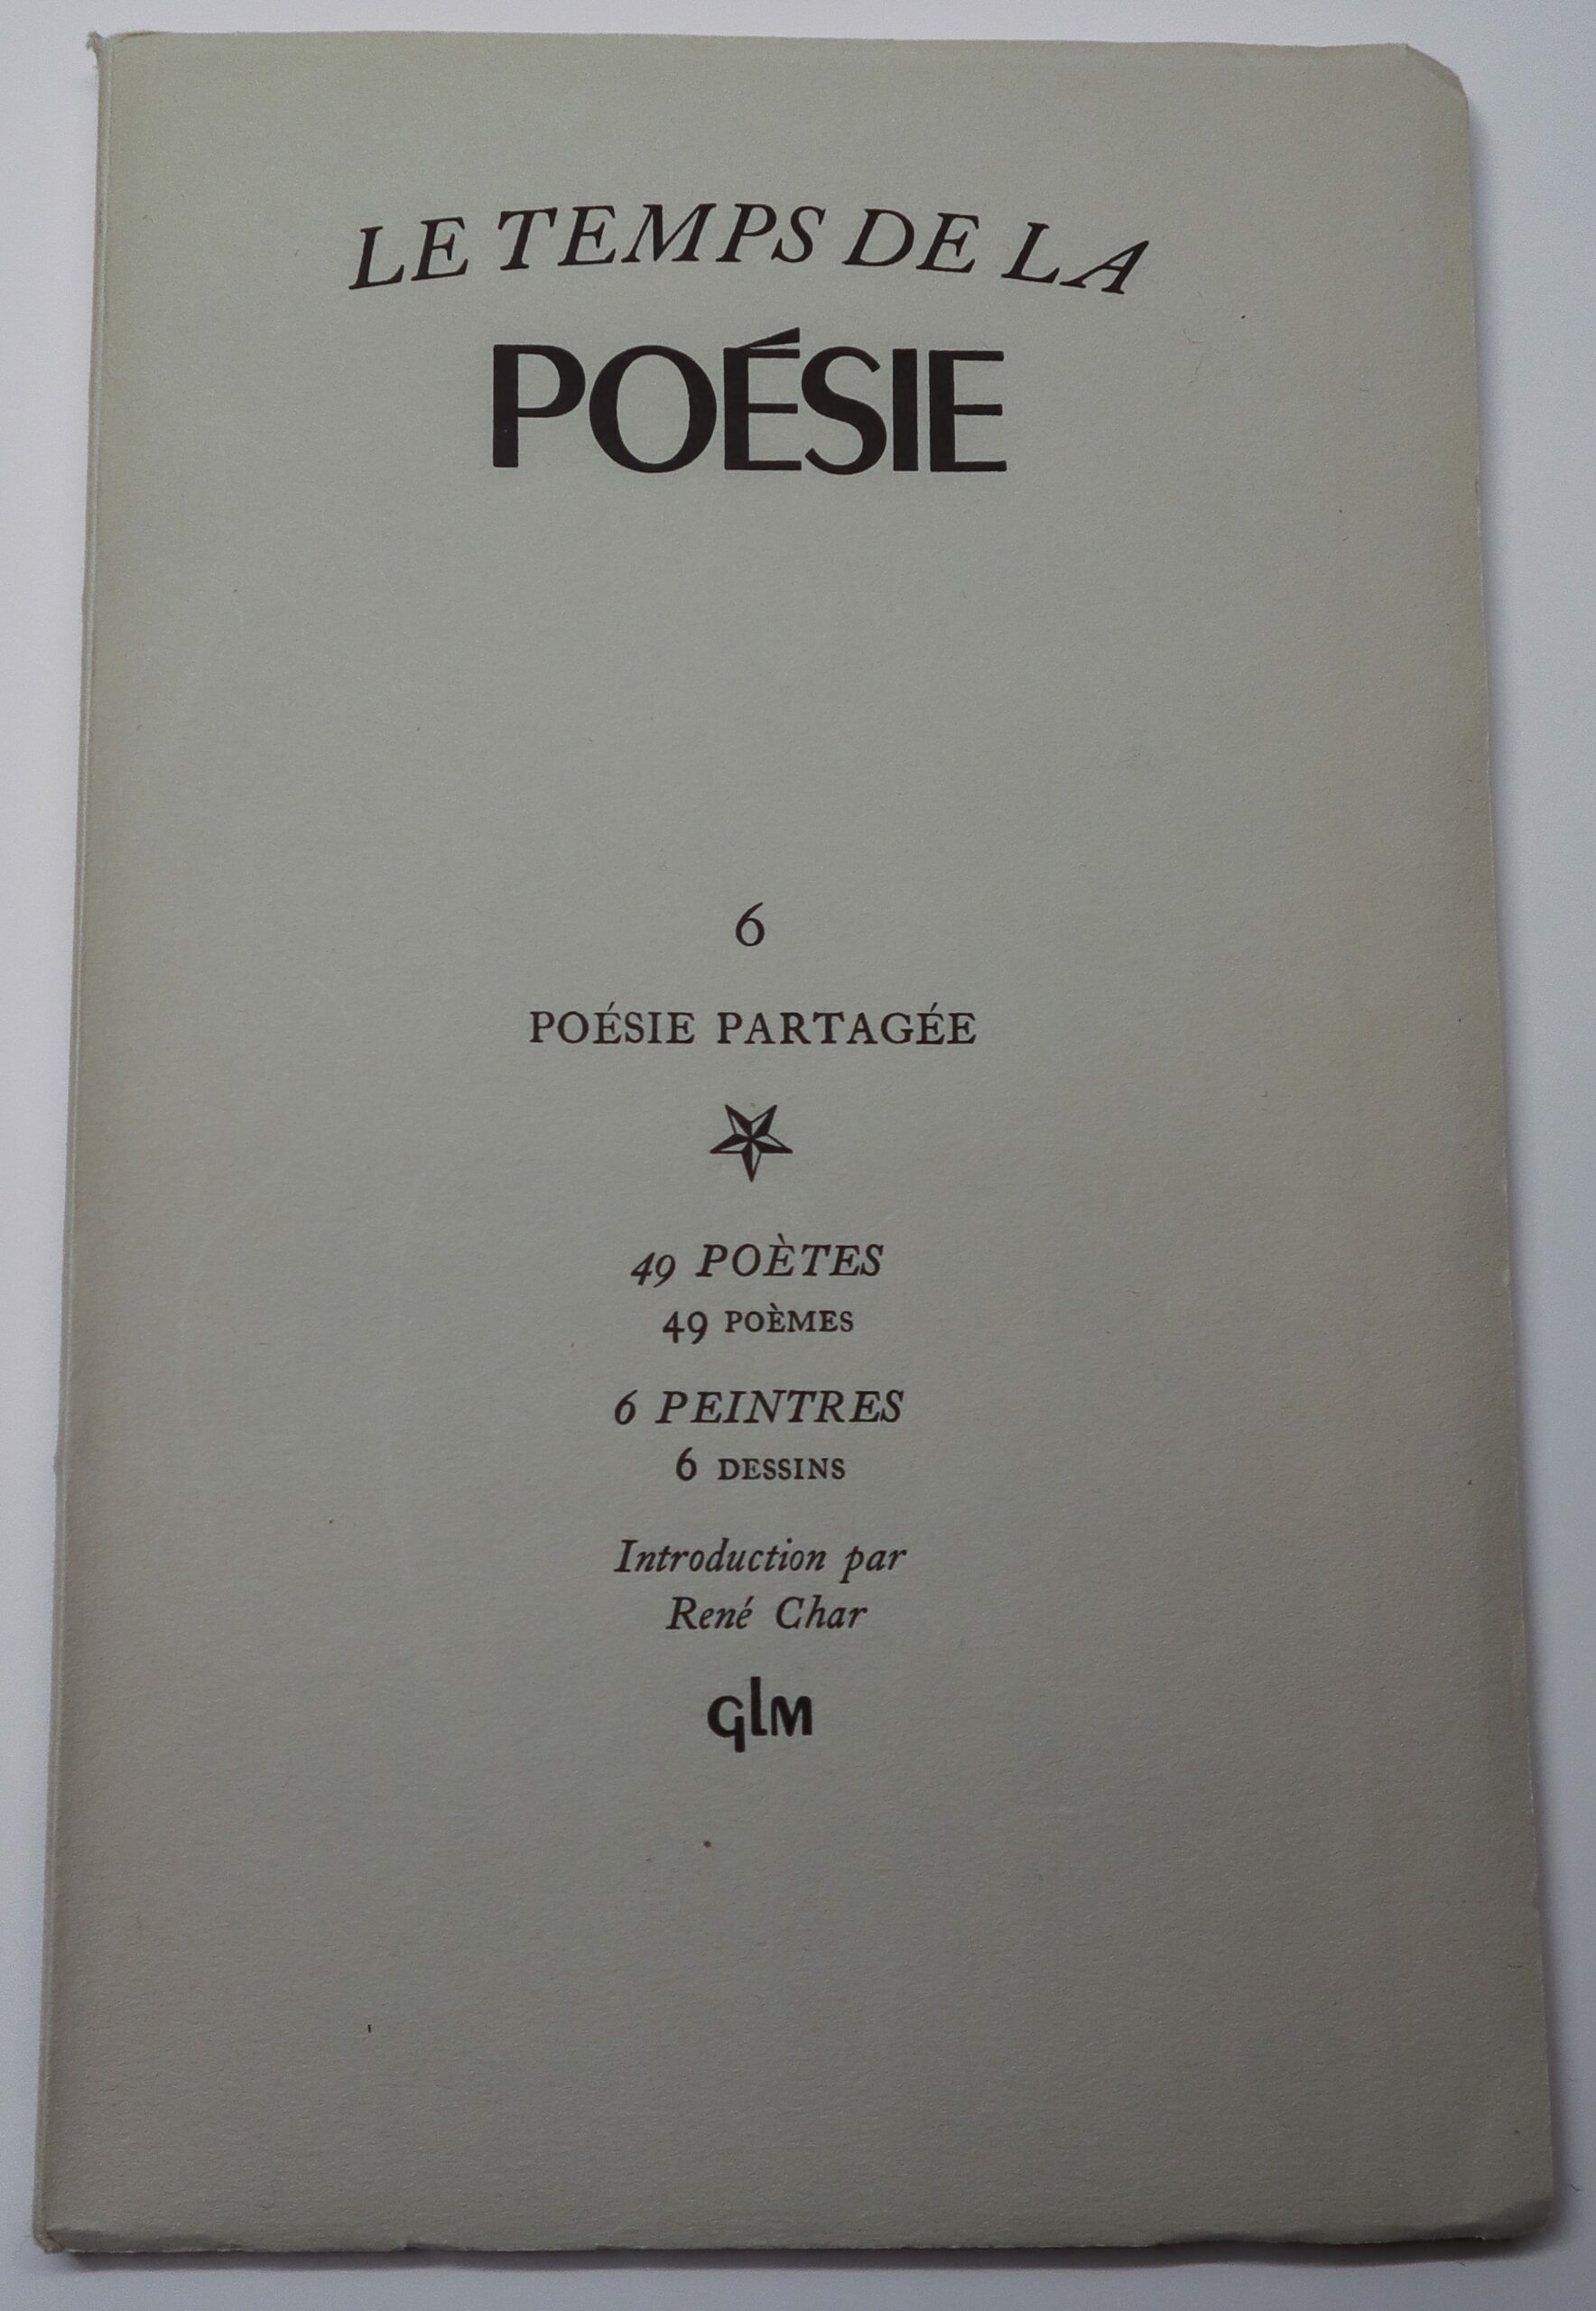 LE TEMPS DE LA
POÉSIE
6
POÉSIE PARTAGÉE
49 POÈTES
49 POÈMES
6 PEINTRES
6 DESSINS
Introduction par
René Char
GLM